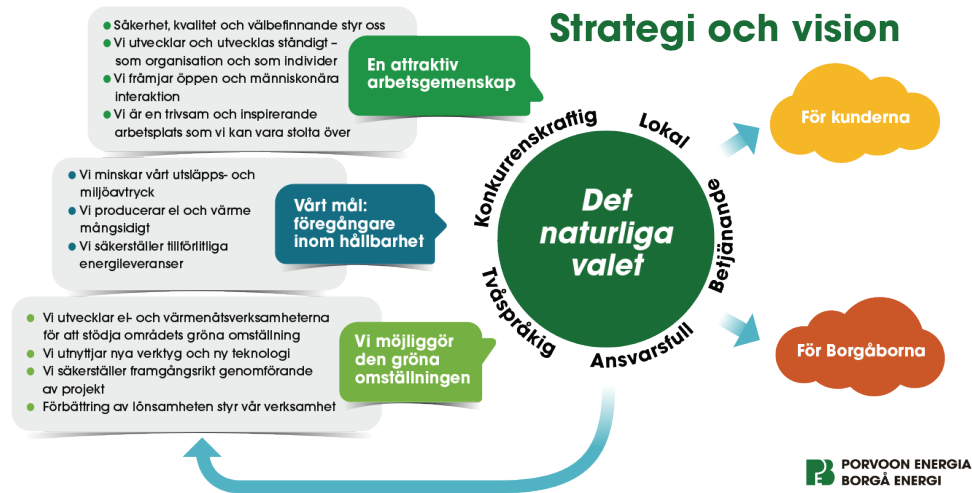 Strategi och vision
Säkerhet, kvalitet och välbefinnande styr oss
Vi utvecklar och utvecklas ständigt –
som organisation och som individer
Vi främjar öppen och människonära
interaktion
Vi är en trivsam och inspirerande
arbetsplats som vi kan vara stolta över
En attraktiv
arbetsgemenskap
Vi minskar vårt utsläpps- och
miljöavtryck
Vi producerar el och värme
mångsidigt
Vi säkerställer tillförlitliga
energileveranser
Vårt mål:
föregångare
inom hållbarhet
Vi utvecklar el- och värmenätsverksamheterna
för att stödja områdets gröna omställning
Vi utnyttjar nya verktyg och ny teknologi
Vi säkerställer framgångsrikt genomförande
av projekt
Förbättring av lönsamheten styr vår verksamhet
Vi möjliggör
den gröna
omställningen
Konkurrenskraftig
Lokal
Betjänande
Ansvarsfull
Tvåspråkig
Det
naturliga
valet
För kunderna
För Borgåborna
PORVOON ENERGIA
BORGÅ ENERGI